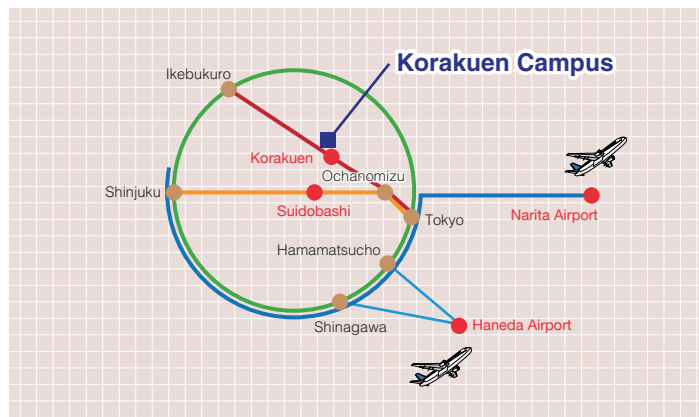 Ikebukuro
Korakuen Campus
Korakuen
Ochanomizu
Shinjuku
Suidobashi
Tokyo
Narita Airport
Hamamatsucho
Shinagawa
Haneda Airport